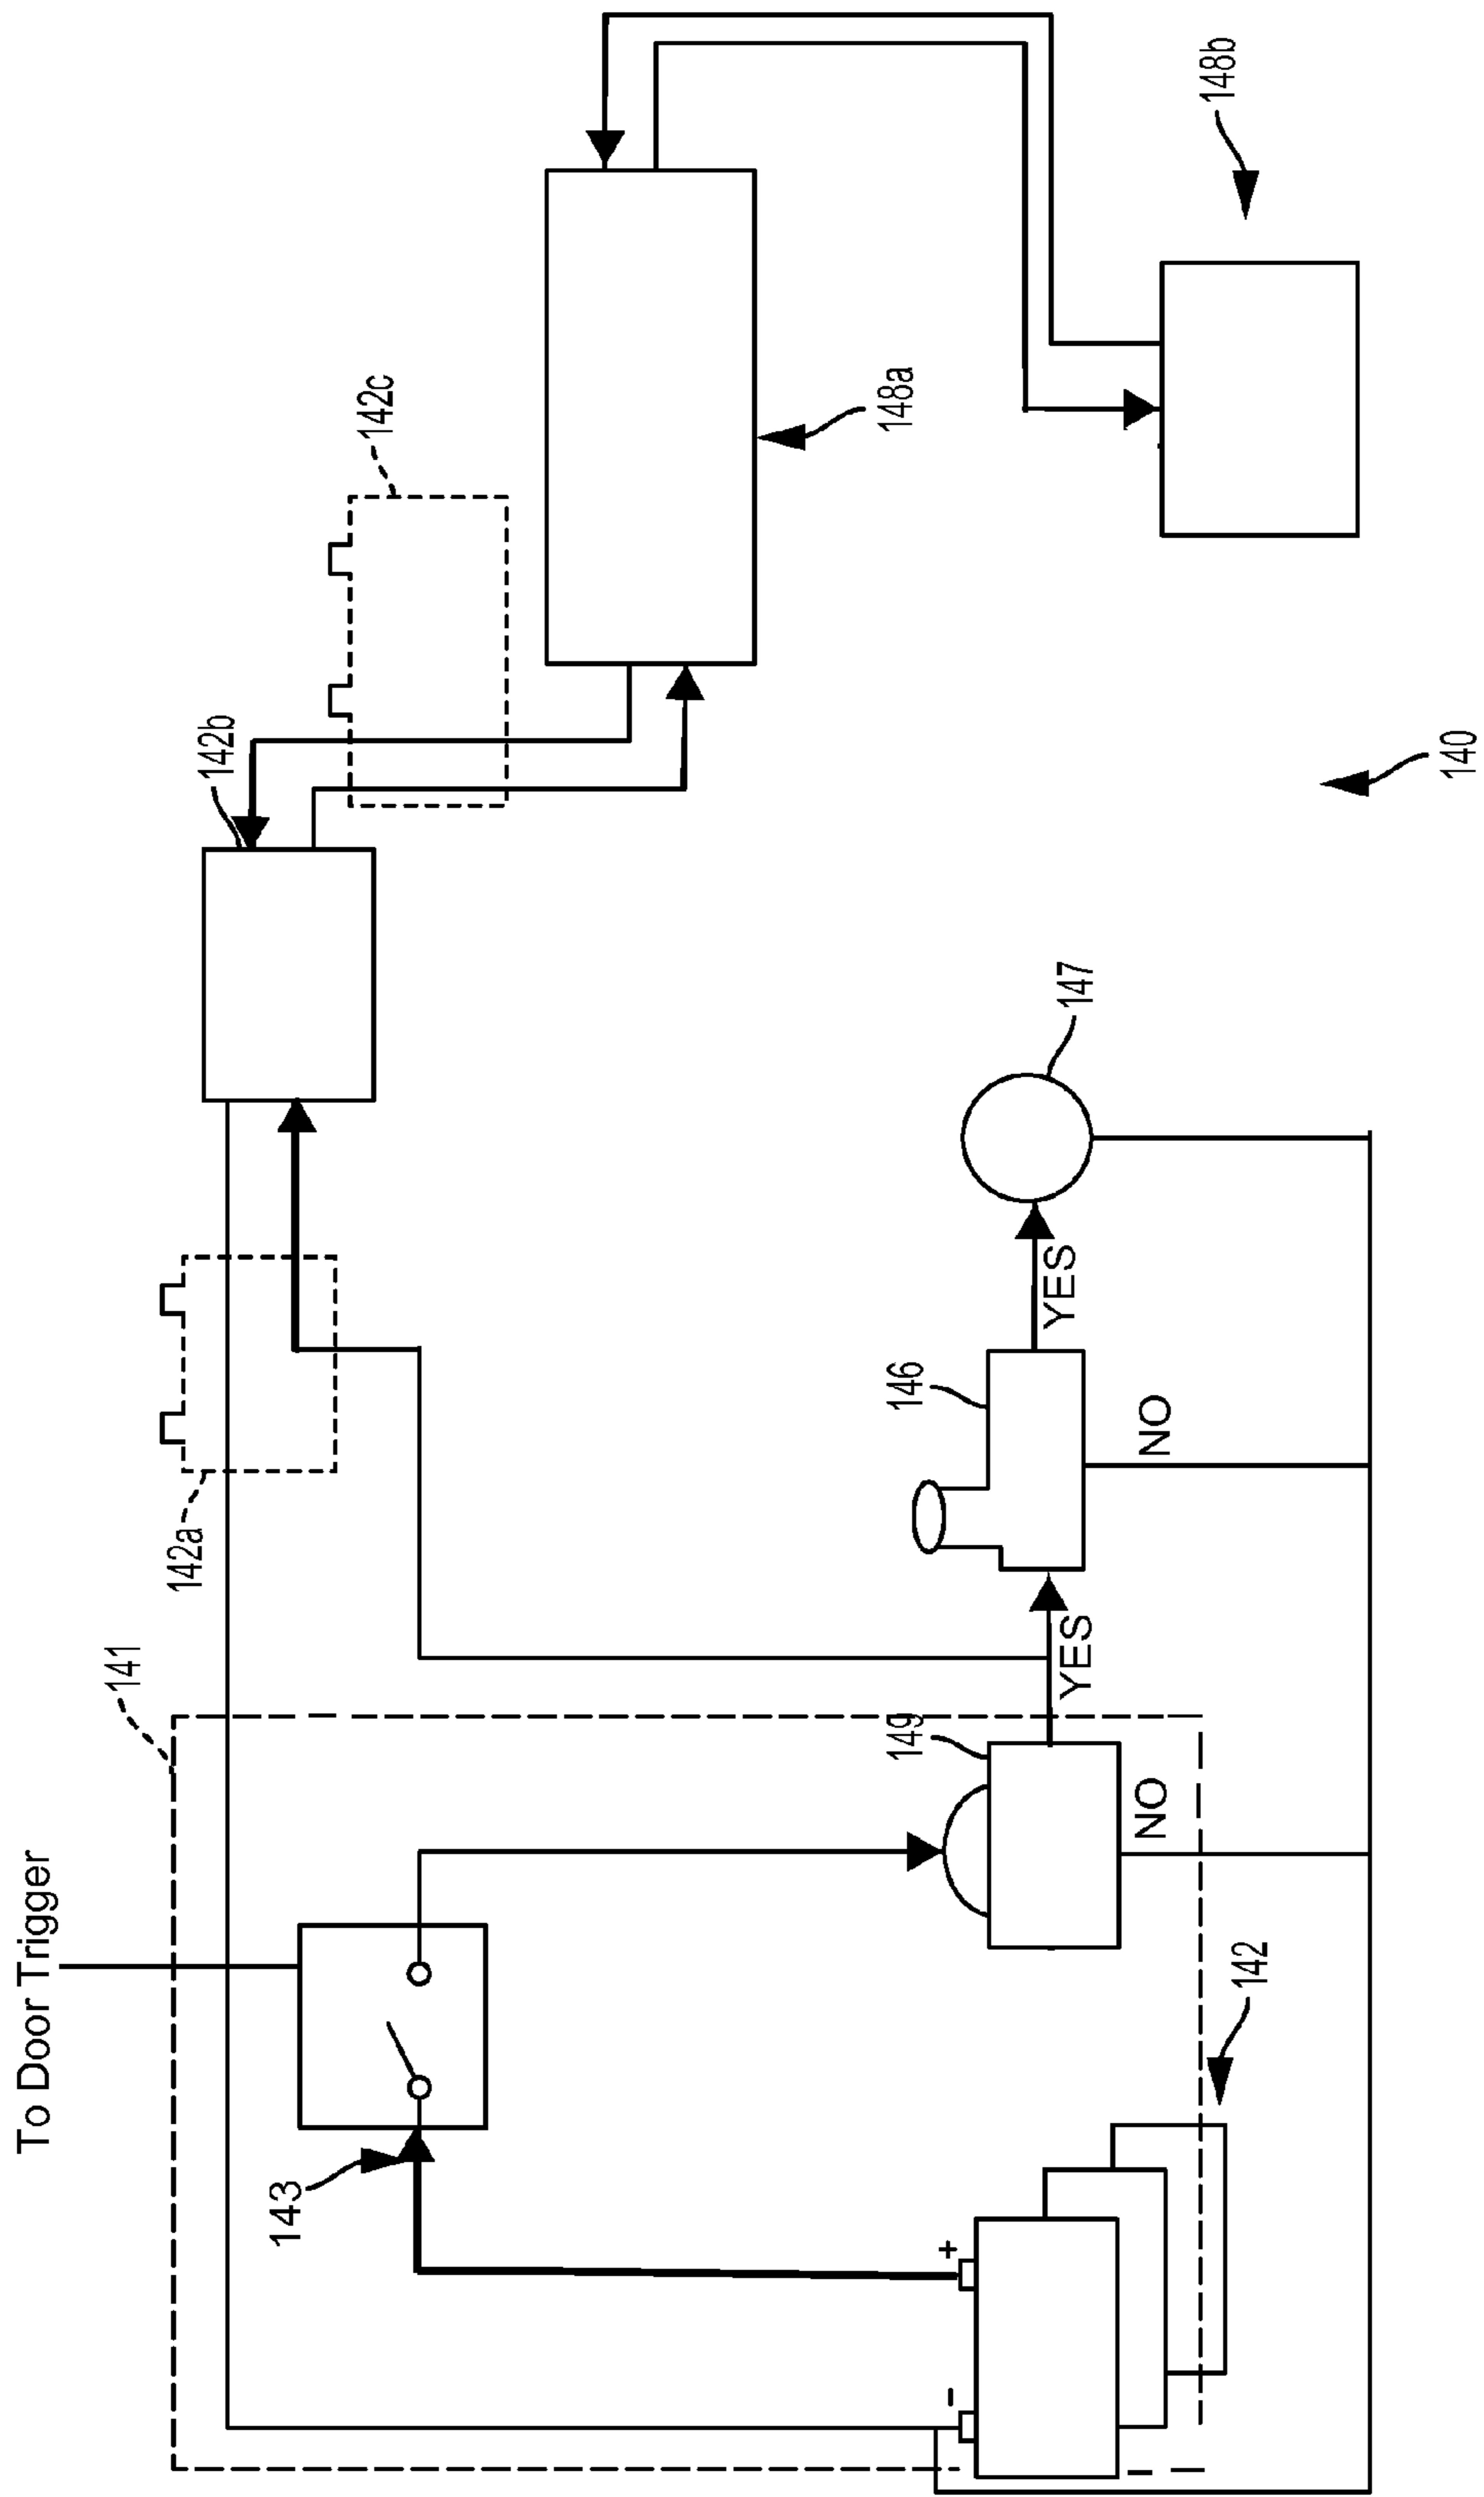 To Door Trigger
141
142a
142b
142c
143
149
146
147
148a
148b
YES
YES
NO
NO
+
-
142
140